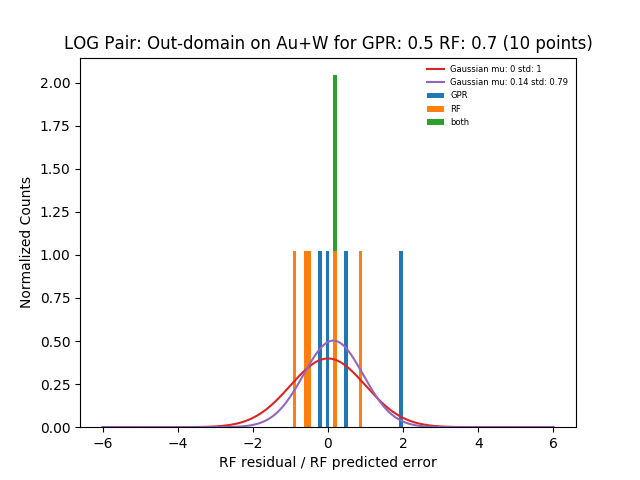 LOG Pair: Out-domain on Au+W for GPR: 0.5 RF: 0.7 (10 points)
Gaussian mu: 0 std: 1
Gaussian mu: 0.14 std: 0.79
GPR
RF
both
Normalized Counts
2.00
1.75
1.50
1.25
1.00
0.75
0.50
0.25
0.00
−6 −4 −2 0 2 4 6
RF residual / RF predicted error